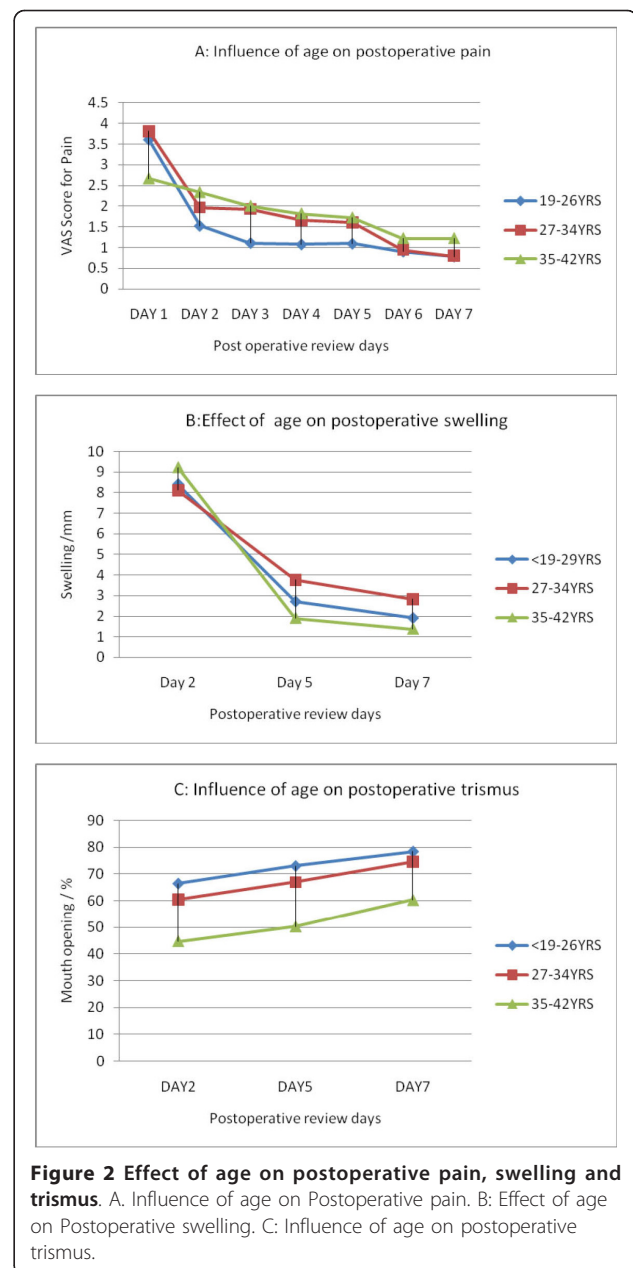 A: Influence of age on postoperative pain
4.5
4
3.5
3
2.5
2
1.5
1
0.5
0
VAS Score for Pain
DAY 1 DAY 2 DAY 3 DAY 4 DAY 5 DAY 6 DAY 7
Post operative review days
19-26YRS
27-34YRS
35-42YRS
B:Effect of age on postoperative swelling
10
9
8
7
6
5
4
3
2
1
0
Swelling /mm
Day 2 Day 5 Day 7
Postoperative review days
<19-29YRS
27-34YRS
35-42YRS
C: Influence of age on postoperative trismus
90
80
70
60
50
40
30
20
10
0
Mouth opening / %
DAY2 DAY5 DAY7
Postoperative review days
<19-26YRS
27-34YRS
35-42YRS
Figure 2 Effect of age on postoperative pain, swelling and
trismus. A. Influence of age on Postoperative pain. B: Effect of age
on Postoperative swelling. C: Influence of age on postoperative
trismus.